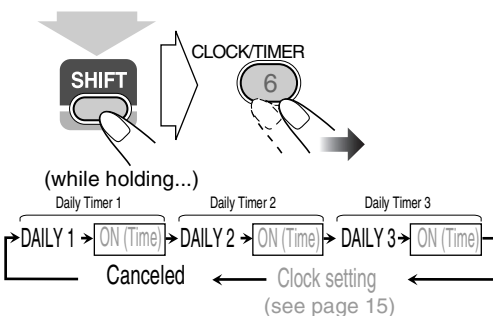 CLOCK/TIMER
SHIFT
6
(while holding...)
Daily Timer 1 Daily Timer 2 Daily Timer 3
DAILY 1 ON (Time) DAILY 2 ON (Time) DAILY 3 ON (Time)
Canceled Clock setting
(see page 15)